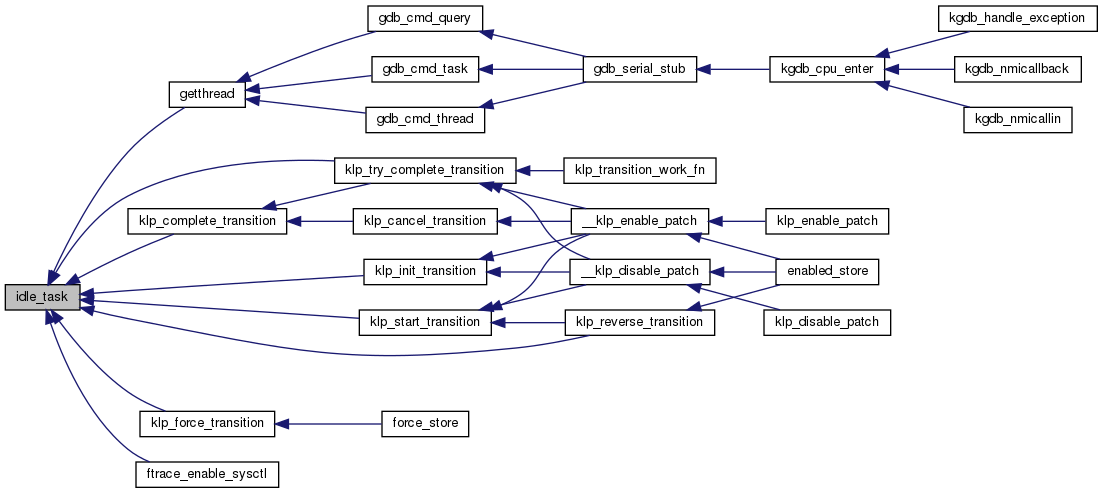 kgdb_handle_exception
gdb_cmd_query
gdb_cmd_task
gdb_serial_stub
kgdb_cpu_enter
kgdb_nmicallback
getthread
gdb_cmd_thread
kgdb_nmicallin
klp_try_complete_transition
klp_transition_work_fn
klp_complete_transition
klp_cancel_transition
__klp_enable_patch
klp_enable_patch
klp_init_transition
__klp_disable_patch
enabled_store
idle_task
klp_start_transition
klp_reverse_transition
klp_disable_patch
klp_force_transition
force_store
ftrace_enable_sysctl